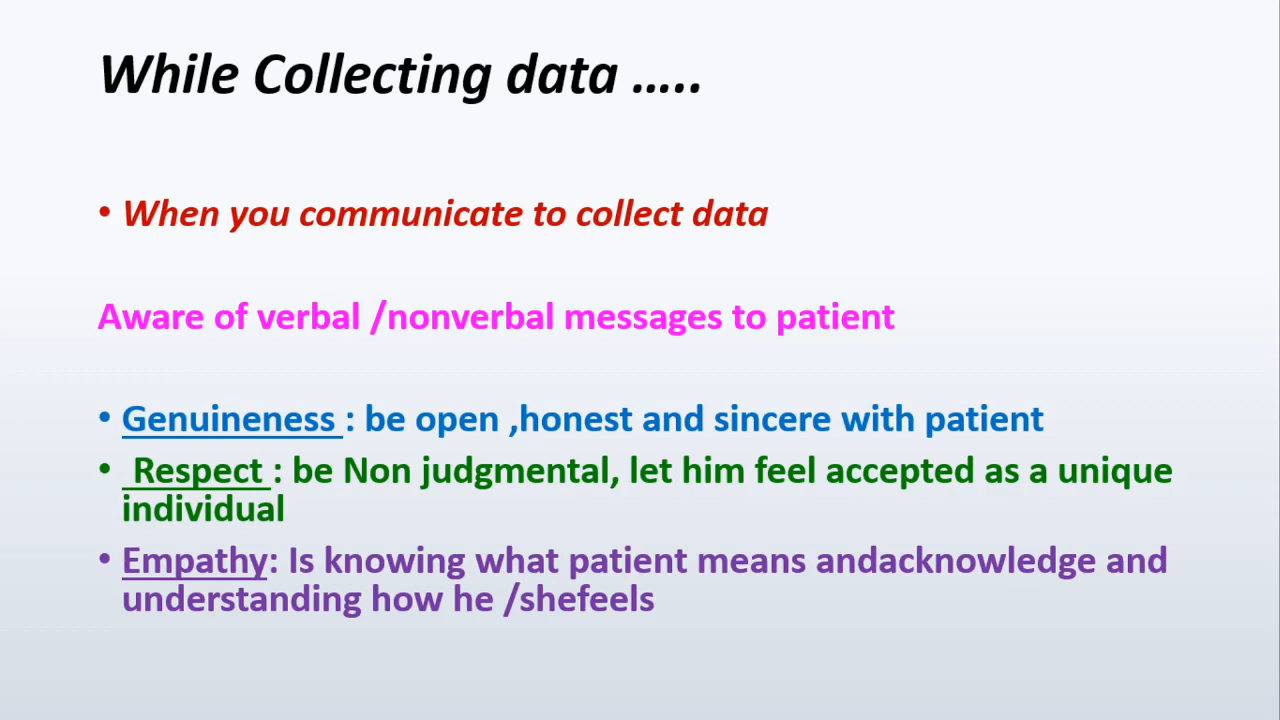 While Collecting data .....
• When you communicate to collect data
Aware of verbal /nonverbal messages to patient
• Genuineness : be open ,honest and sincere with patient
• Respect : be Non judgmental, let him feel accepted as a unique
individual
• Empathy: Is knowing what patient means andacknowledge and
understanding how he /shefeels